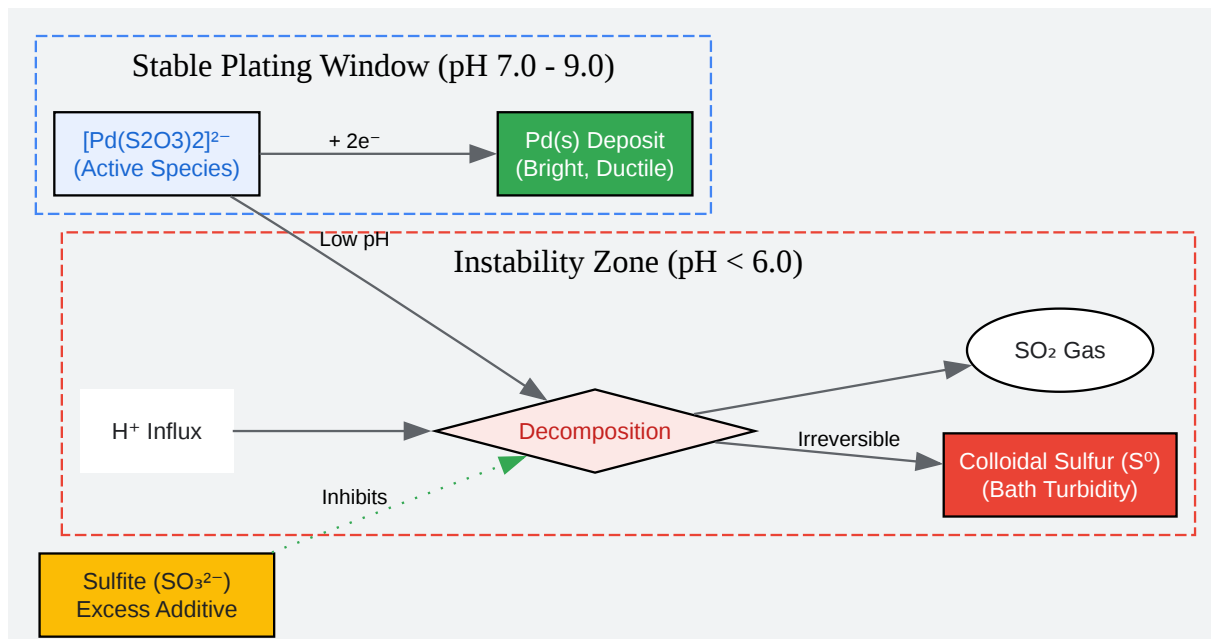 Stable Plating Window (pH 7.0 - 9.0)
[Pd(S2O3)2]²⁻
(Active Species)
+ 2e⁻
Pd(s) Deposit
(Bright, Ductile)
Low pH
Instability Zone (pH < 6.0)
SO₂ Gas
H⁺ Influx
Decomposition
Irreversible
Colloidal Sulfur (S⁰)
(Bath Turbidity)
Inhibits
Sulfite (SO₃²⁻)
Excess Additive